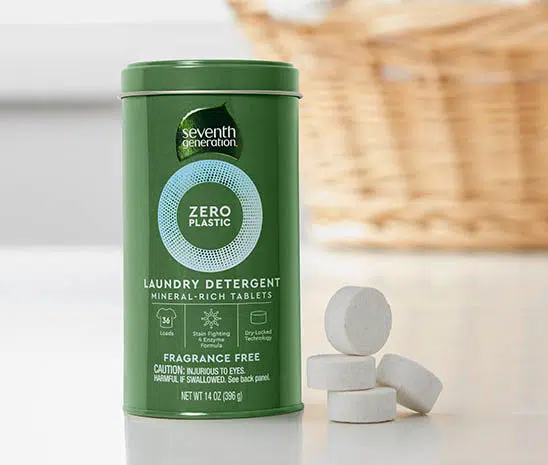 seventh
generation.
ZERO
PLASTIC
LAUNDRY DETERGENT
MINERAL-RICH TABLETS
36
Loads
Stain Fighting
4 Enzyme
Formula
Dry-Locked
Technology
FRAGRANCE FREE
CAUTION: INJURIOUS TO EYES.
HARMFUL IF SWALLOWED. See back panel.
NET WT 14 OZ (396 g)